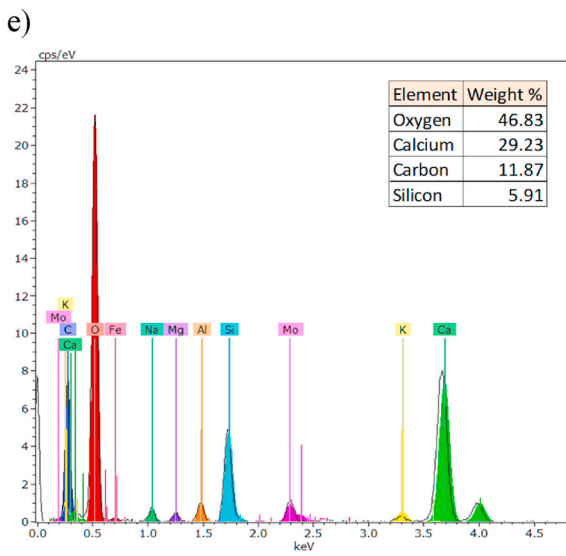 e)
cps/eV
24
22
20
18
16
14
12
10
8
6
4
2
0
Element Weight %
Oxygen 46.83
Calcium 29.23
Carbon 11.87
Silicon 5.91
K
Mo
C O Fe Na Mg Al Si Mo K Ca
Ca
0.0 0.5 1.0 1.5 2.0 2.5 3.0 3.5 4.0 4.5
keV